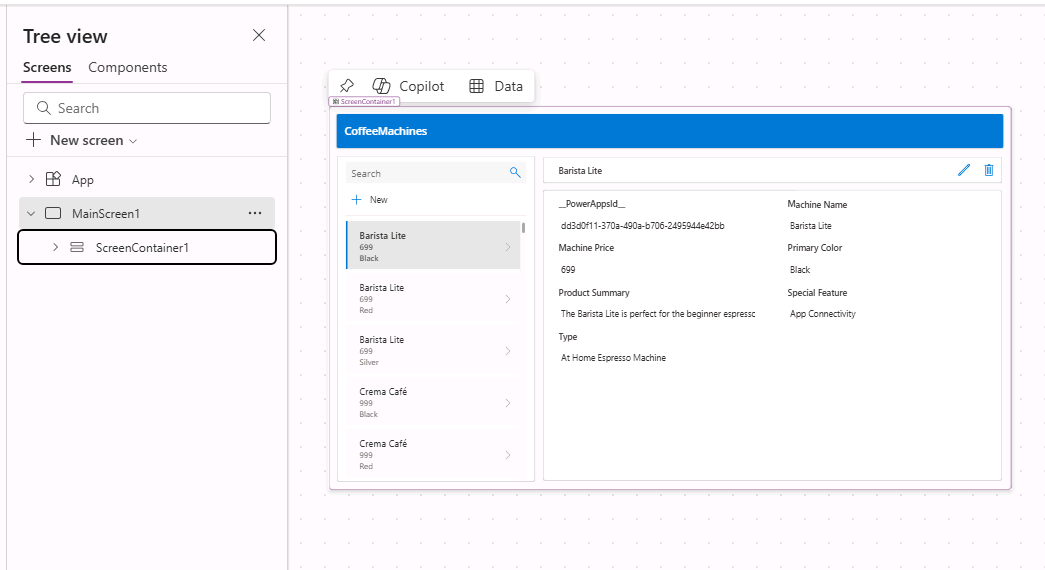 Tree view
Screens Components
Search
New screen
App
MainScreen1
ScreenContainer1
Copilot Data
ScreenContainer1
CoffeeMachines
Search
New
Barista Lite
699
Black
Barista Lite
699
Red
Barista Lite
699
Silver
Crema Café
999
Black
Crema Café
999
Red
Barista Lite
__PowerAppsId__ Machine Name
dd3d0f11-370a-490a-b706-2495944e42bb Barista Lite
Machine Price Primary Color
699 Black
Product Summary Special Feature
The Barista Lite is perfect for the beginner espressc App Connectivity
Type
At Home Espresso Machine